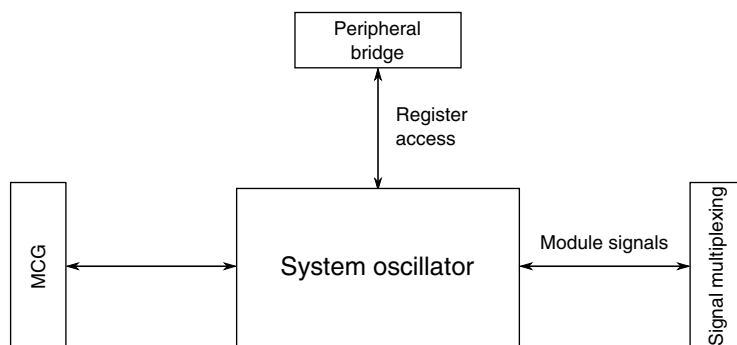 Peripheral
bridge
Register
access
MCG
System oscillator
Module signals
Signal multiplexing